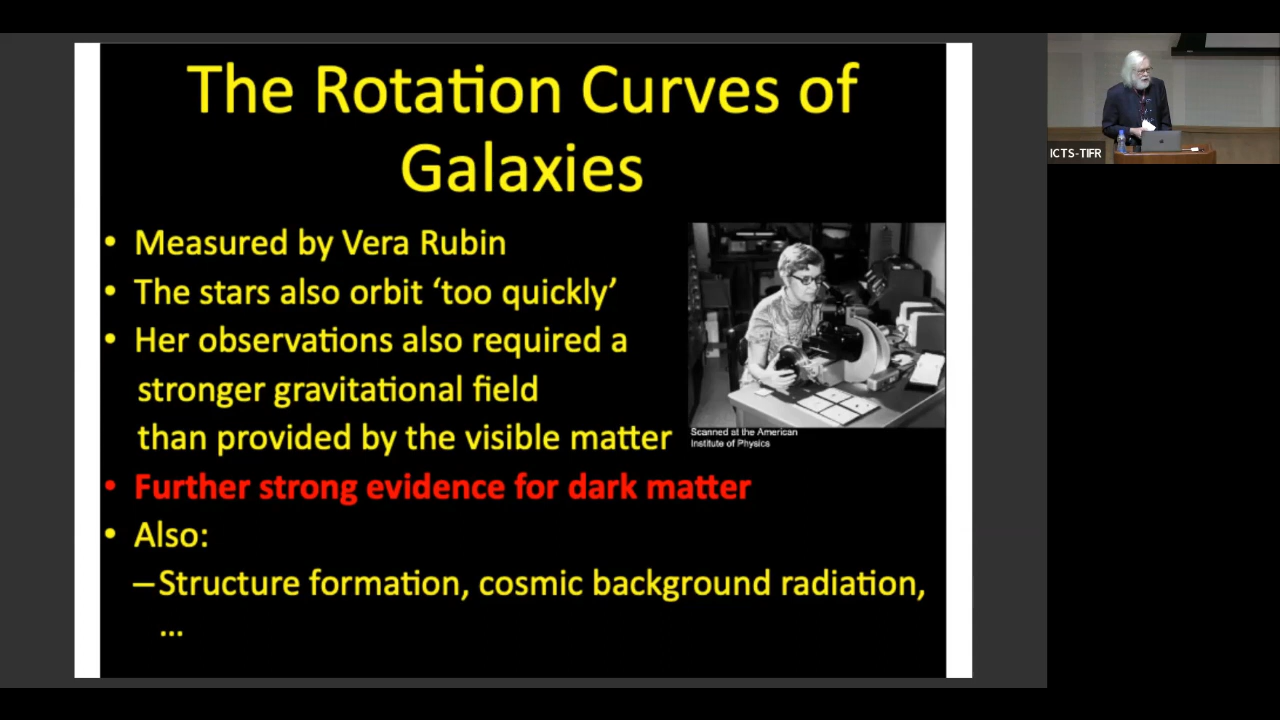 The Rotation Curves of
Galaxies
• Measured by Vera Rubin
• The stars also orbit ‘too quickly’
• Her observations also required a
stronger gravitational field
than provided by the visible matter
Scanned at the American
Institute of Physics
• Further strong evidence for dark matter
• Also:
–Structure formation, cosmic background radiation,
...
ICTS-TIFR